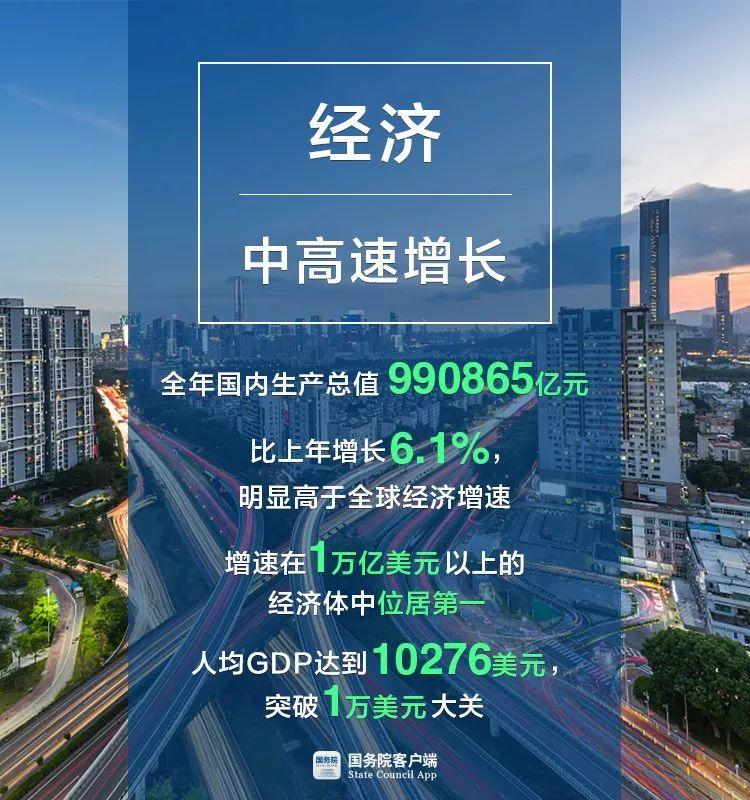 经济
中高速增长
全年国内生产总值 990865亿元
比上年增长6.1%，
明显高于全球经济增速
增速在1万亿美元以上的
经济体中位居第一
人均GDP达到10276美元，
突破1万美元大关
国务院
国务院客户端
State Council App